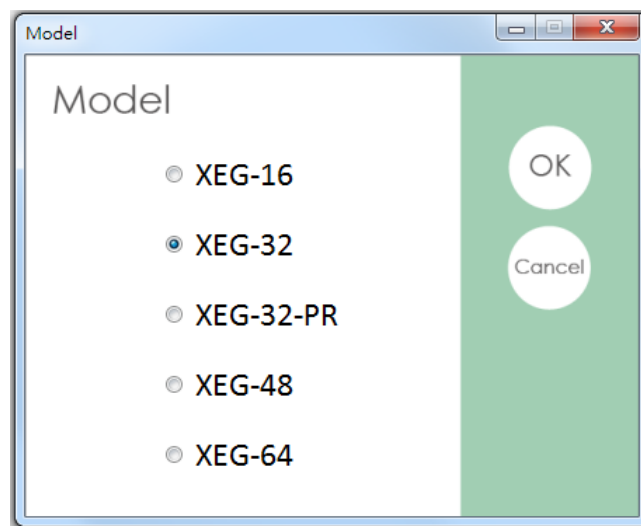 Model
Model
XEG-16
OK
XEG-32
Cancel
XEG-32-PR
XEG-48
XEG-64